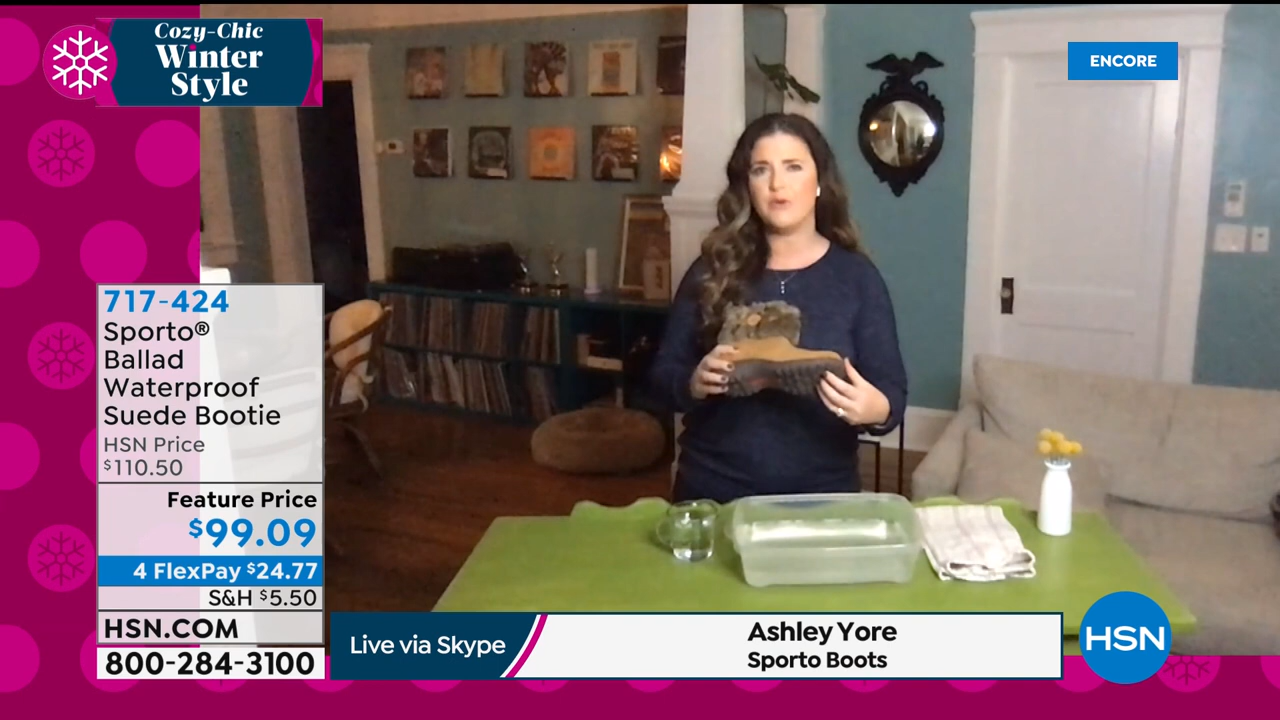 Cozy-Chic
Winter
Style
ENCORE
717-424
Sporto®
Ballad
Waterproof
Suede Bootie
HSN Price
$110.50
Feature Price
$99.09
4 FlexPay $24.77
S&H $5.50
HSN.COM
800-284-3100
Live via Skype
Ashley Yore
Sporto Boots
HSN